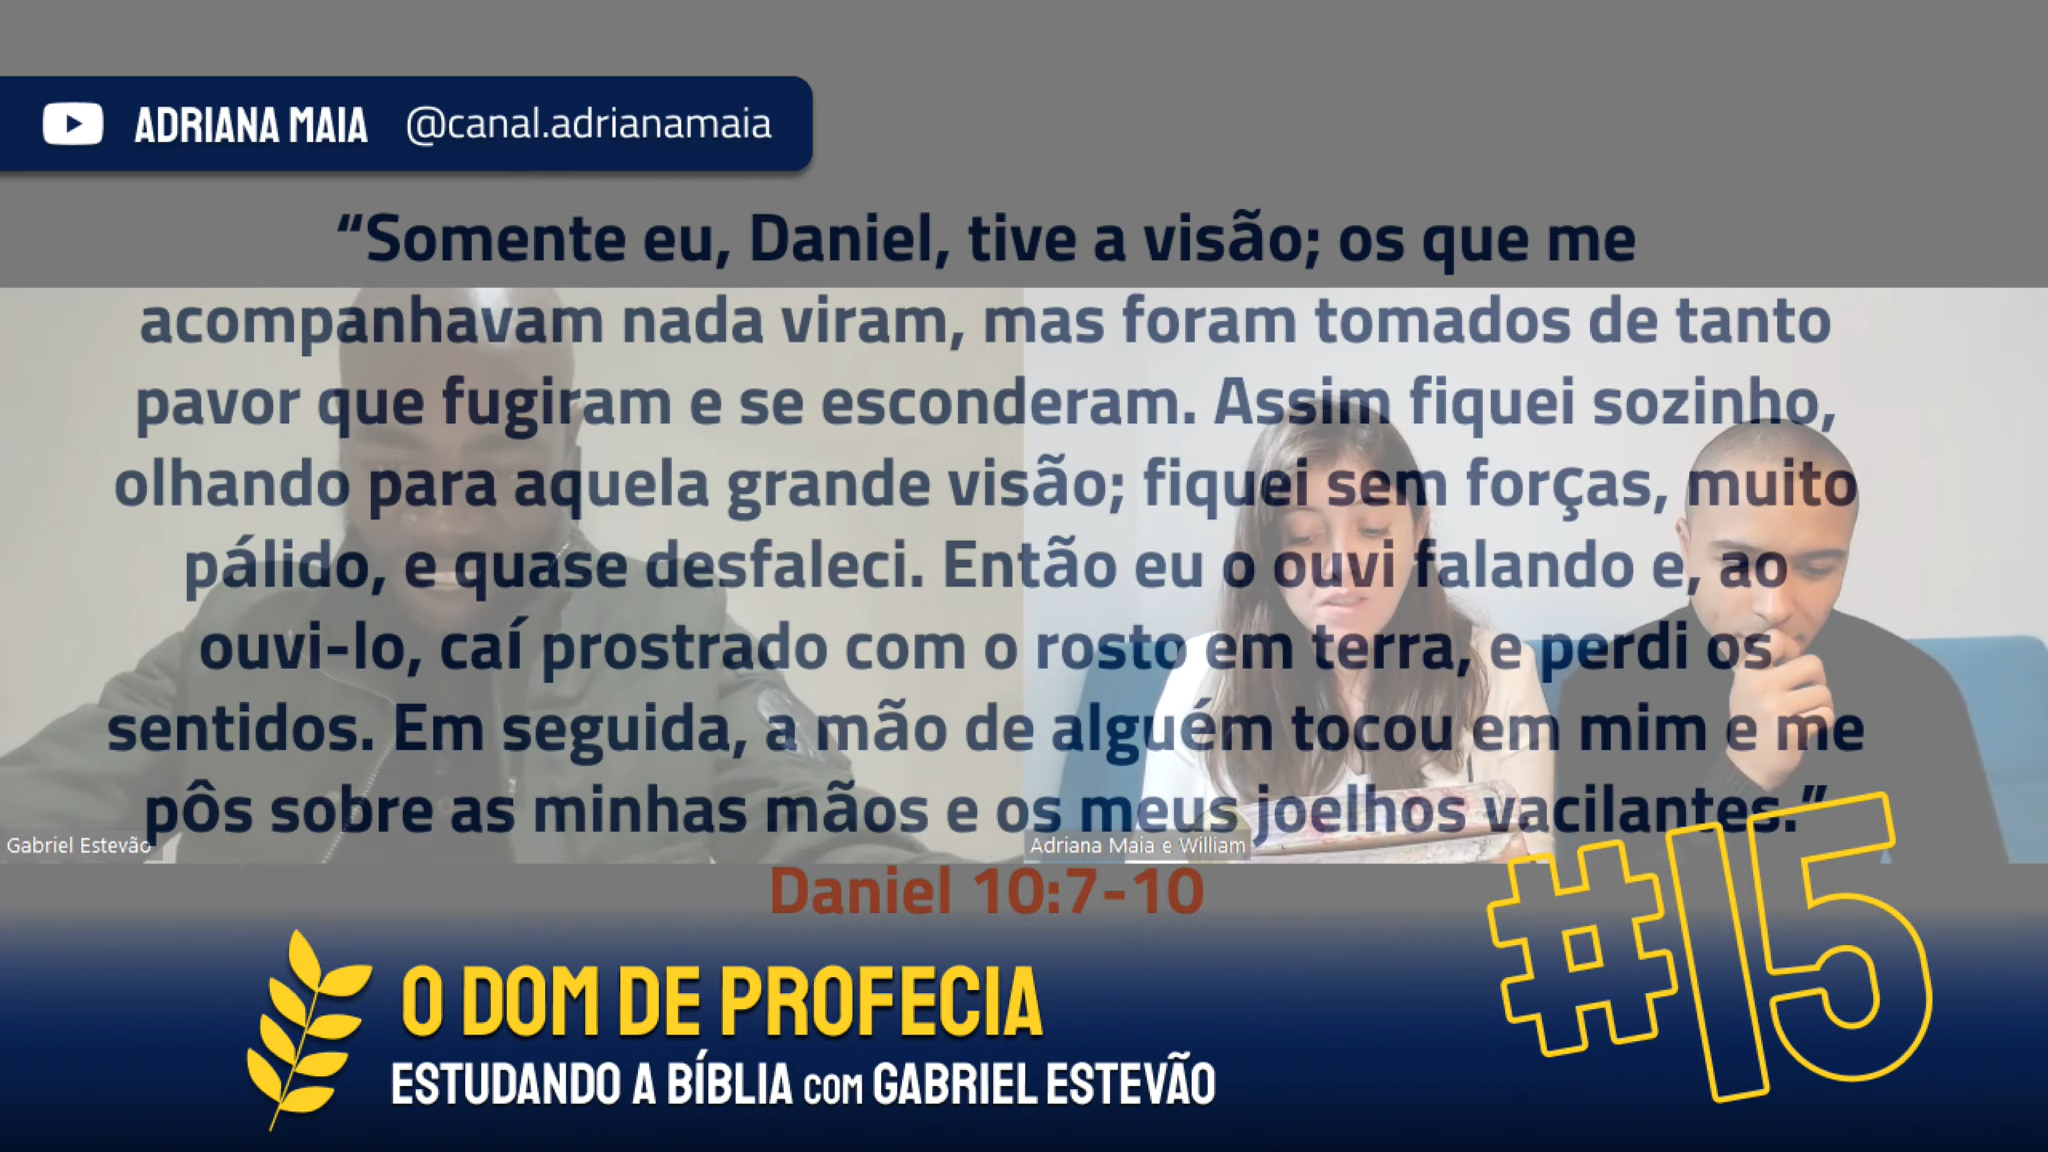 ADRIANA MAIA @canal.adrianamaia
“Somente eu, Daniel, tive a visão; os que me
acompanhavam nada viram, mas foram tomados de tanto
pavor que fugiram e se esconderam. Assim fiquei sozinho,
olhando para aquela grande visão; fiquei sem forças, muito
pálido, e quase desfaleci. Então eu o ouvi falando e, ao
ouvi-lo, caí prostrado com o rosto em terra, e perdi os
sentidos. Em seguida, a mão de alguém tocou em mim e me
pôs sobre as minhas mãos e os meus joelhos vacilantes.”
Gabriel Estevão
Adriana Maia e William
Daniel 10:7-10
#15
O DOM DE PROFECIA
ESTUDANDO A BÍBLIA COM GABRIEL ESTEVÃO